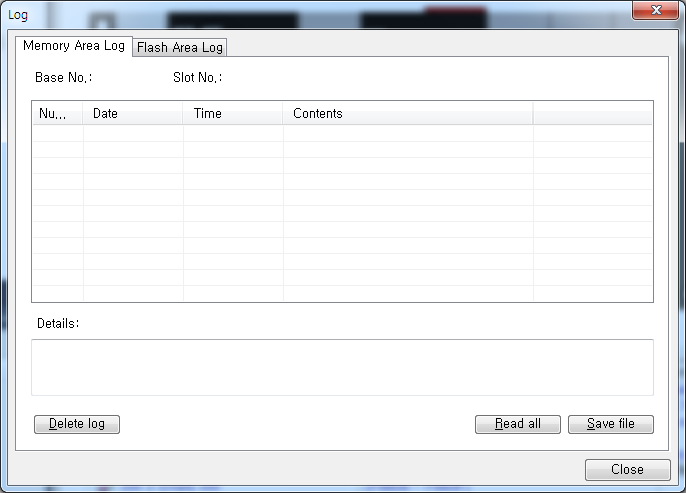 Log
Memory Area Log Flash Area Log
Base No.: Slot No.:
Nu... Date Time Contents
Details:
Delete log Read all Save file
Close